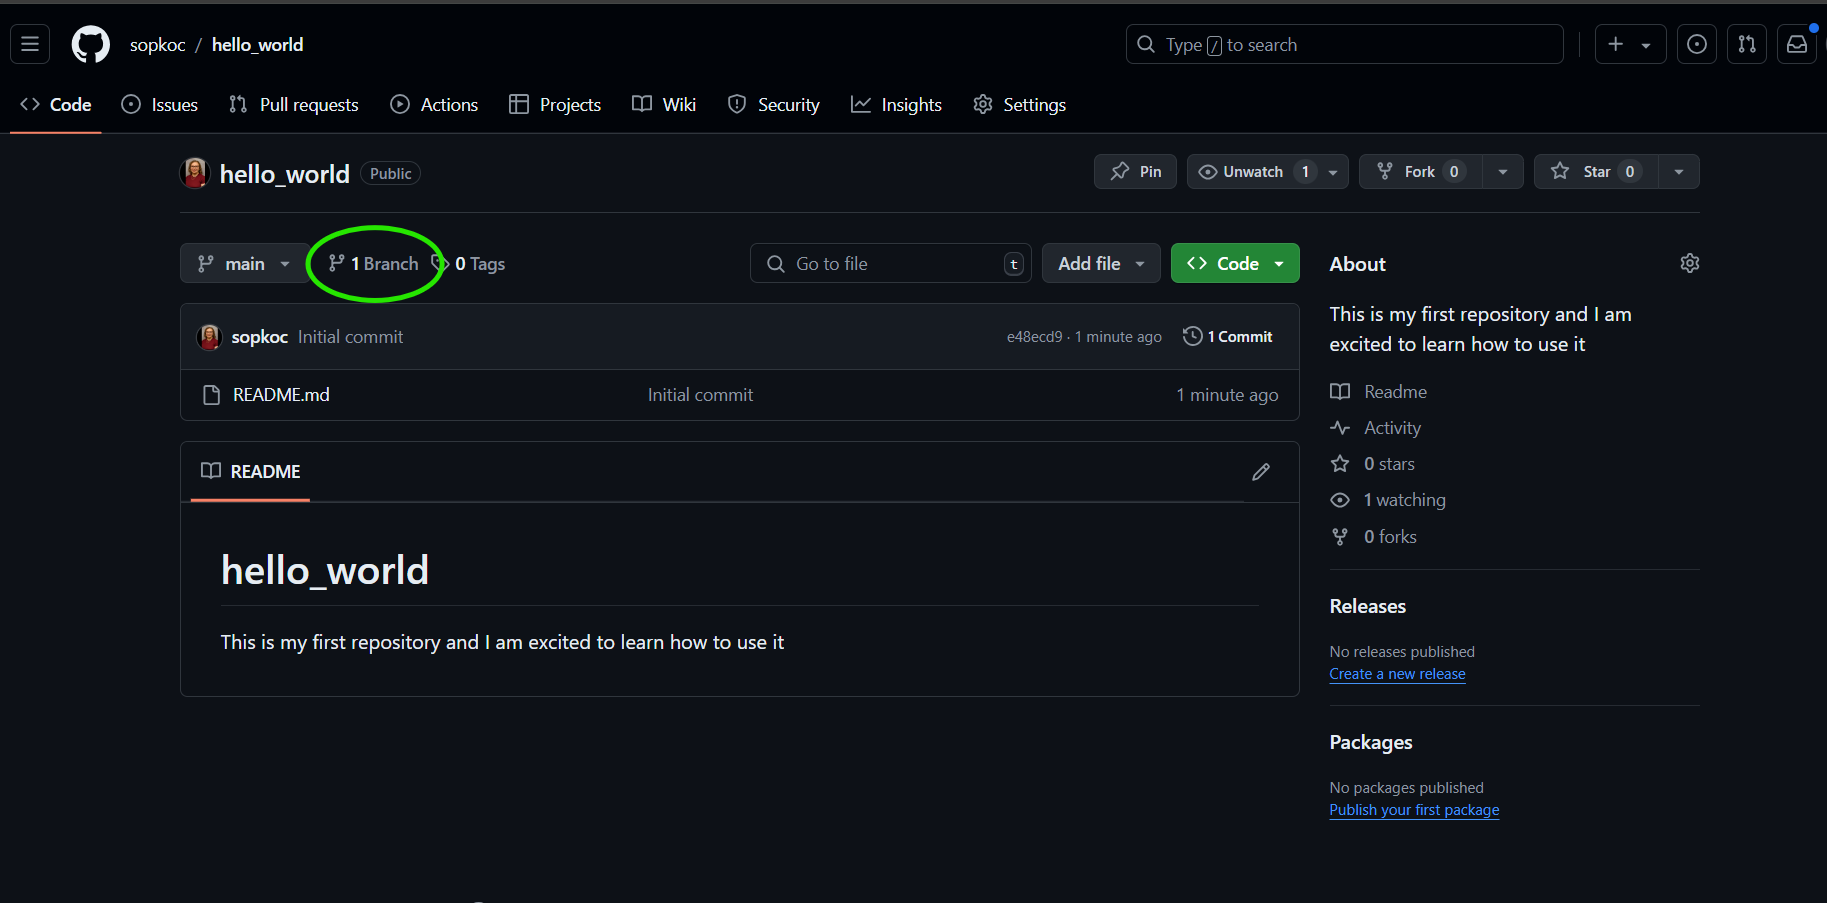 sopkoc / hello_world
Type / to search
Code Issues Pull requests Actions Projects Wiki Security Insights Settings
hello_world Public
Pin Unwatch 1 Fork 0 Star 0
main 1 Branch 0 Tags Go to file t Add file Code
sopkoc Initial commit e48ecd9 · 1 minute ago 1 Commit
README.md Initial commit 1 minute ago
README
hello_world
This is my first repository and I am excited to learn how to use it
About
This is my first repository and I am
excited to learn how to use it
Readme
Activity
0 stars
1 watching
0 forks
Releases
No releases published
Create a new release
Packages
No packages published
Publish your first package